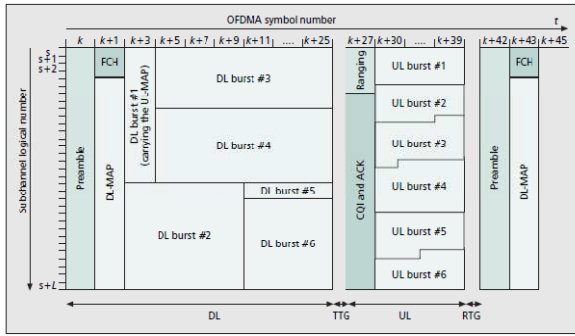 OFDMA symbol number
t
k k+1 k+3 k+5 k+7 k+9 k+11 .... k+25 k+27 k+30 .... k+39 k+42 k+43 k+45
Subchannel logical number
s
s+1
s+2
s+L
Preamble
FCH
DL-MAP
DL burst #1
(carrying the UL-MAP)
DL burst #3
DL burst #4
DL burst #2
DL burst #5
DL burst #6
Ranging
CQI and ACK
UL burst #1
UL burst #2
UL burst #3
UL burst #4
UL burst #5
UL burst #6
Preamble
FCH
DL-MAP
DL TTG UL RTG